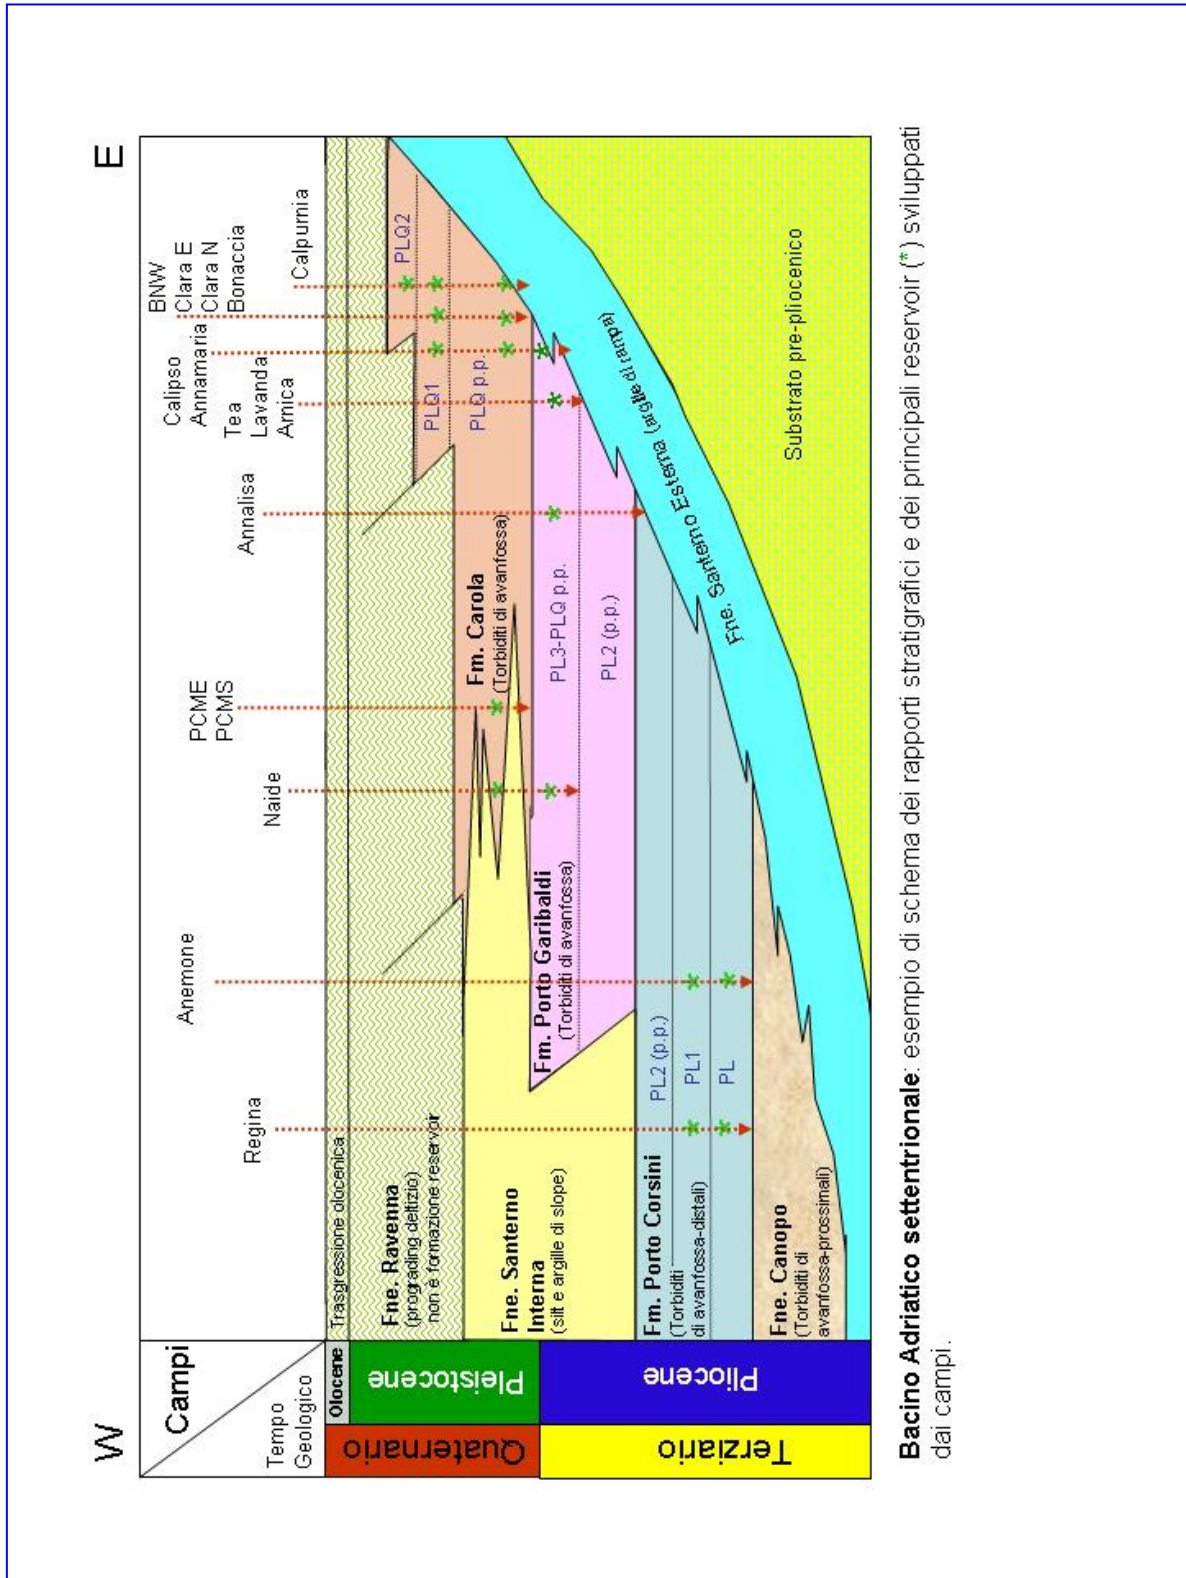 W
E
Campi
Tempo
Geologico
Regina
Anemone
Naide
PCME
PCMS
Annalisa
Calipso
Annamaria
Tea
Lavanda
Arnica
BNW
Clara E
Clara N
Bonaccia
Calpurnia
Quaternario
Terziario
Olocene
Pleistocene
Pliocene
Trasgressione olocenica
Fne. Ravenna
(prograding deltizio)
non è formazione reservoir
Fne. Santerno
Interna
(silt e argille di slope)
Fm. Carola
(Torbiditi di avanfossa)
PLQ2
PLQ1
PLQ p.p.
Fm. Porto Garibaldi
(Torbiditi di avanfossa)
PL3-PLQ p.p.
PL2 (p.p.)
Fm. Porto Corsini
(Torbiditi
di avanfossa-distali)
PL2 (p.p.)
PL1
PL
Fne. Canopo
(Torbiditi di
avanfossa-prossimali)
Fne. Santerno Esterna (argille di rampa)
Substrato pre-pliocenico
Bacino Adriatico settentrionale: esempio di schema dei rapporti stratigrafici e dei principali reservoir (*) sviluppati
dai campi.